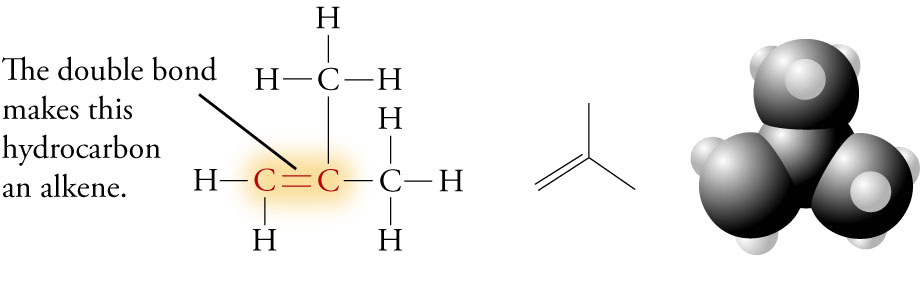 The double bond
makes this
hydrocarbon
an alkene.
H
H—C—H
H
H—C=C—C—H
H H